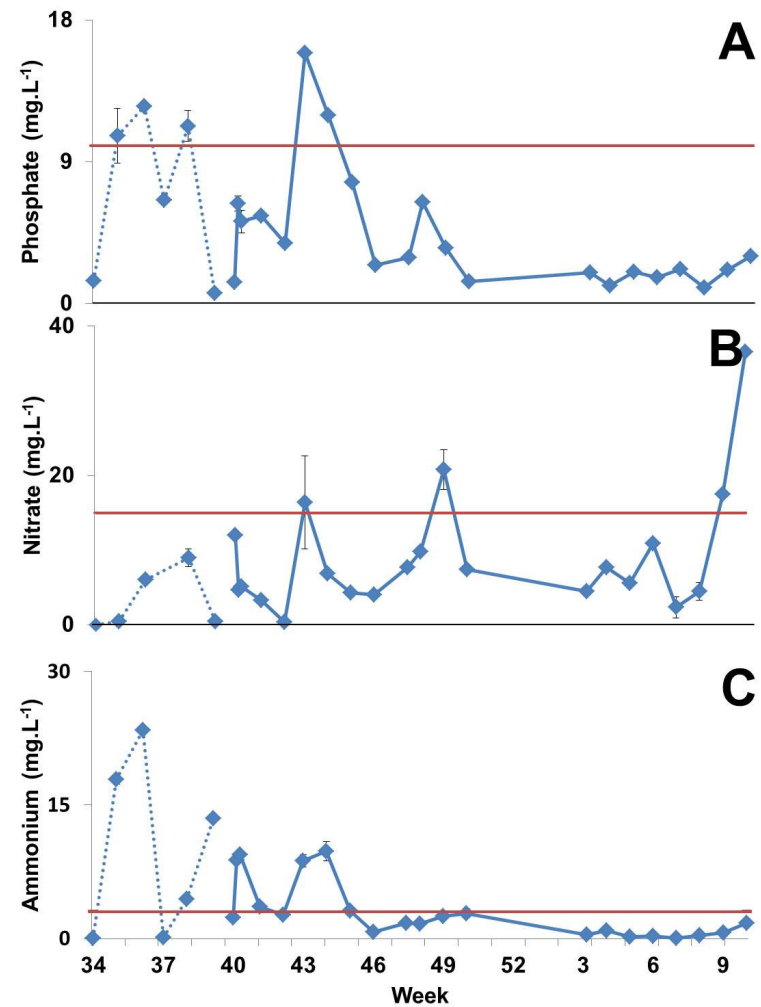 A
Phosphate (mg.L-1)
18
9
0
B
Nitrate (mg.L-1)
40
20
0
C
Ammonium (mg.L-1)
30
15
0
34 37 40 43 46 49 52 3 6 9
Week